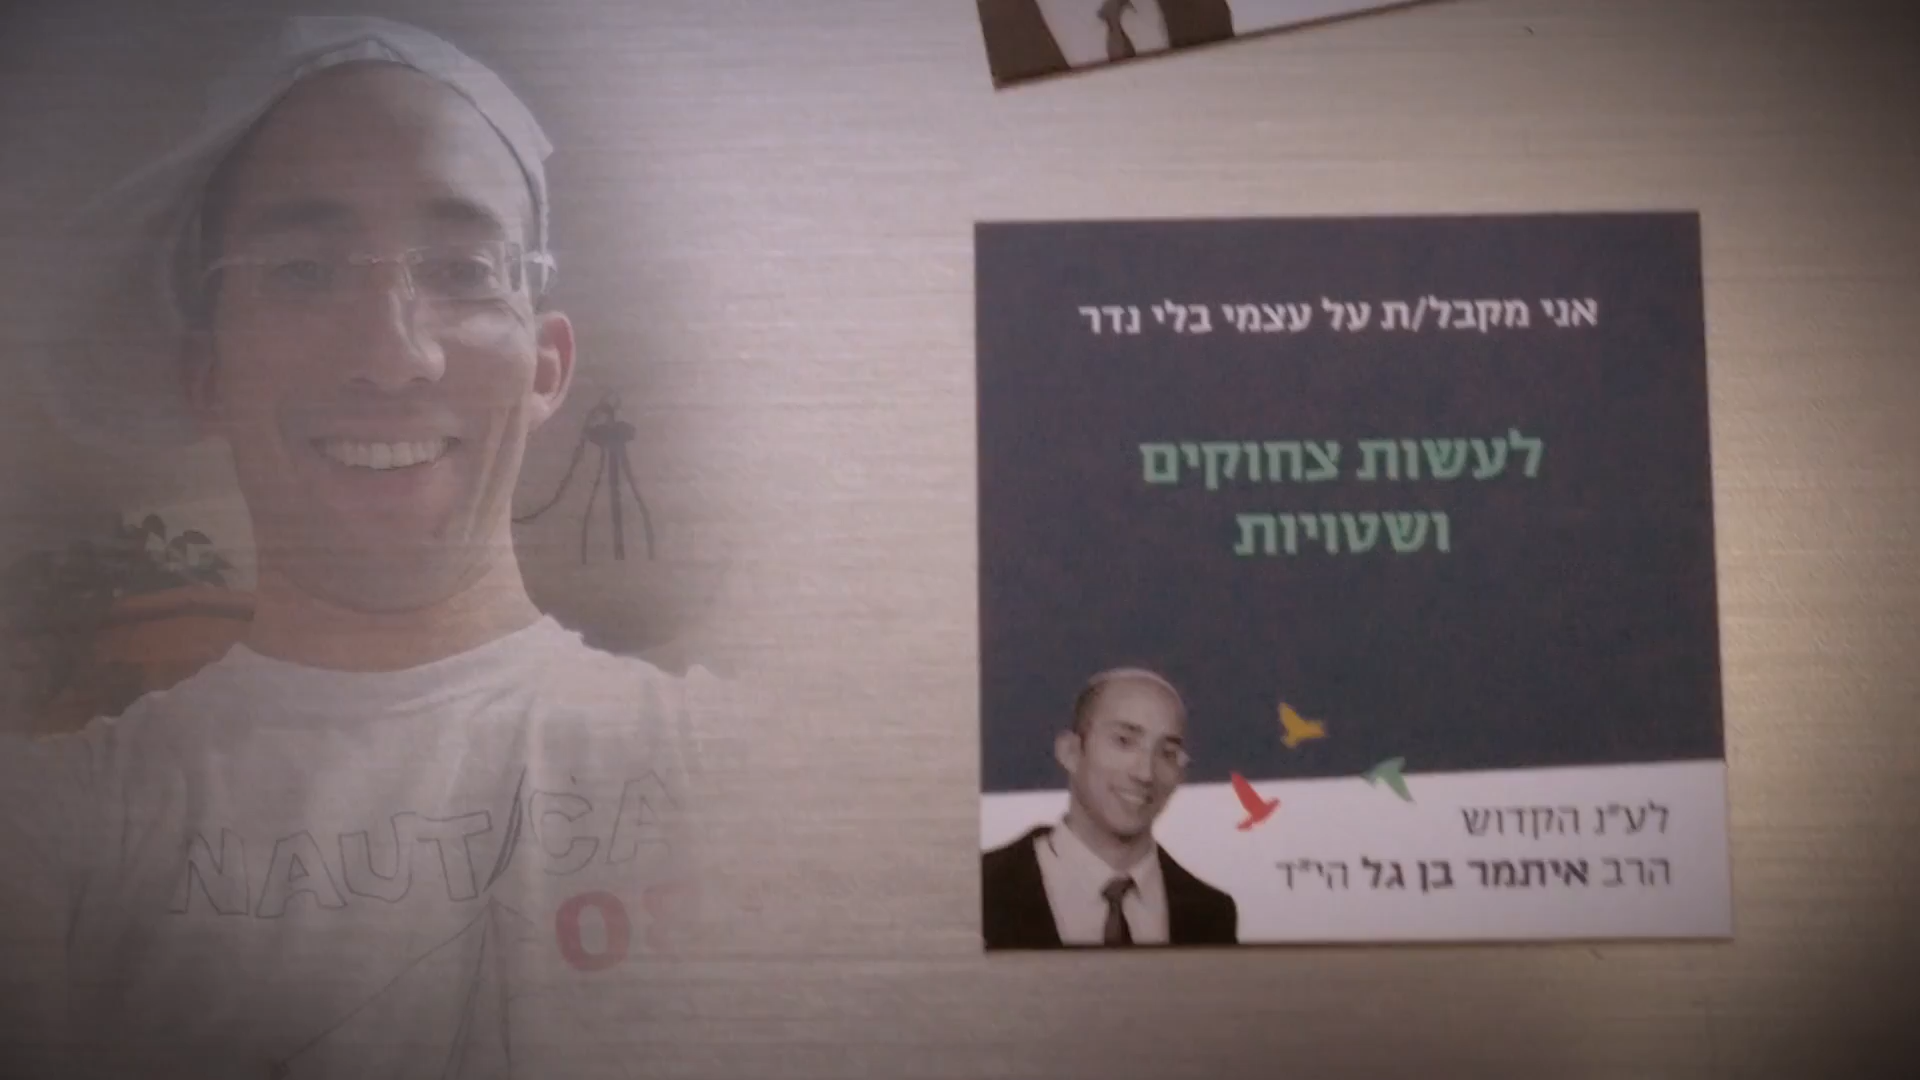 אני מקבל/ת על עצמי בלי נדר
לעשות צחוקים
ושטויות
לע"נ הקדוש
הרב איתמר בן גל הי"ד
NAUTICA